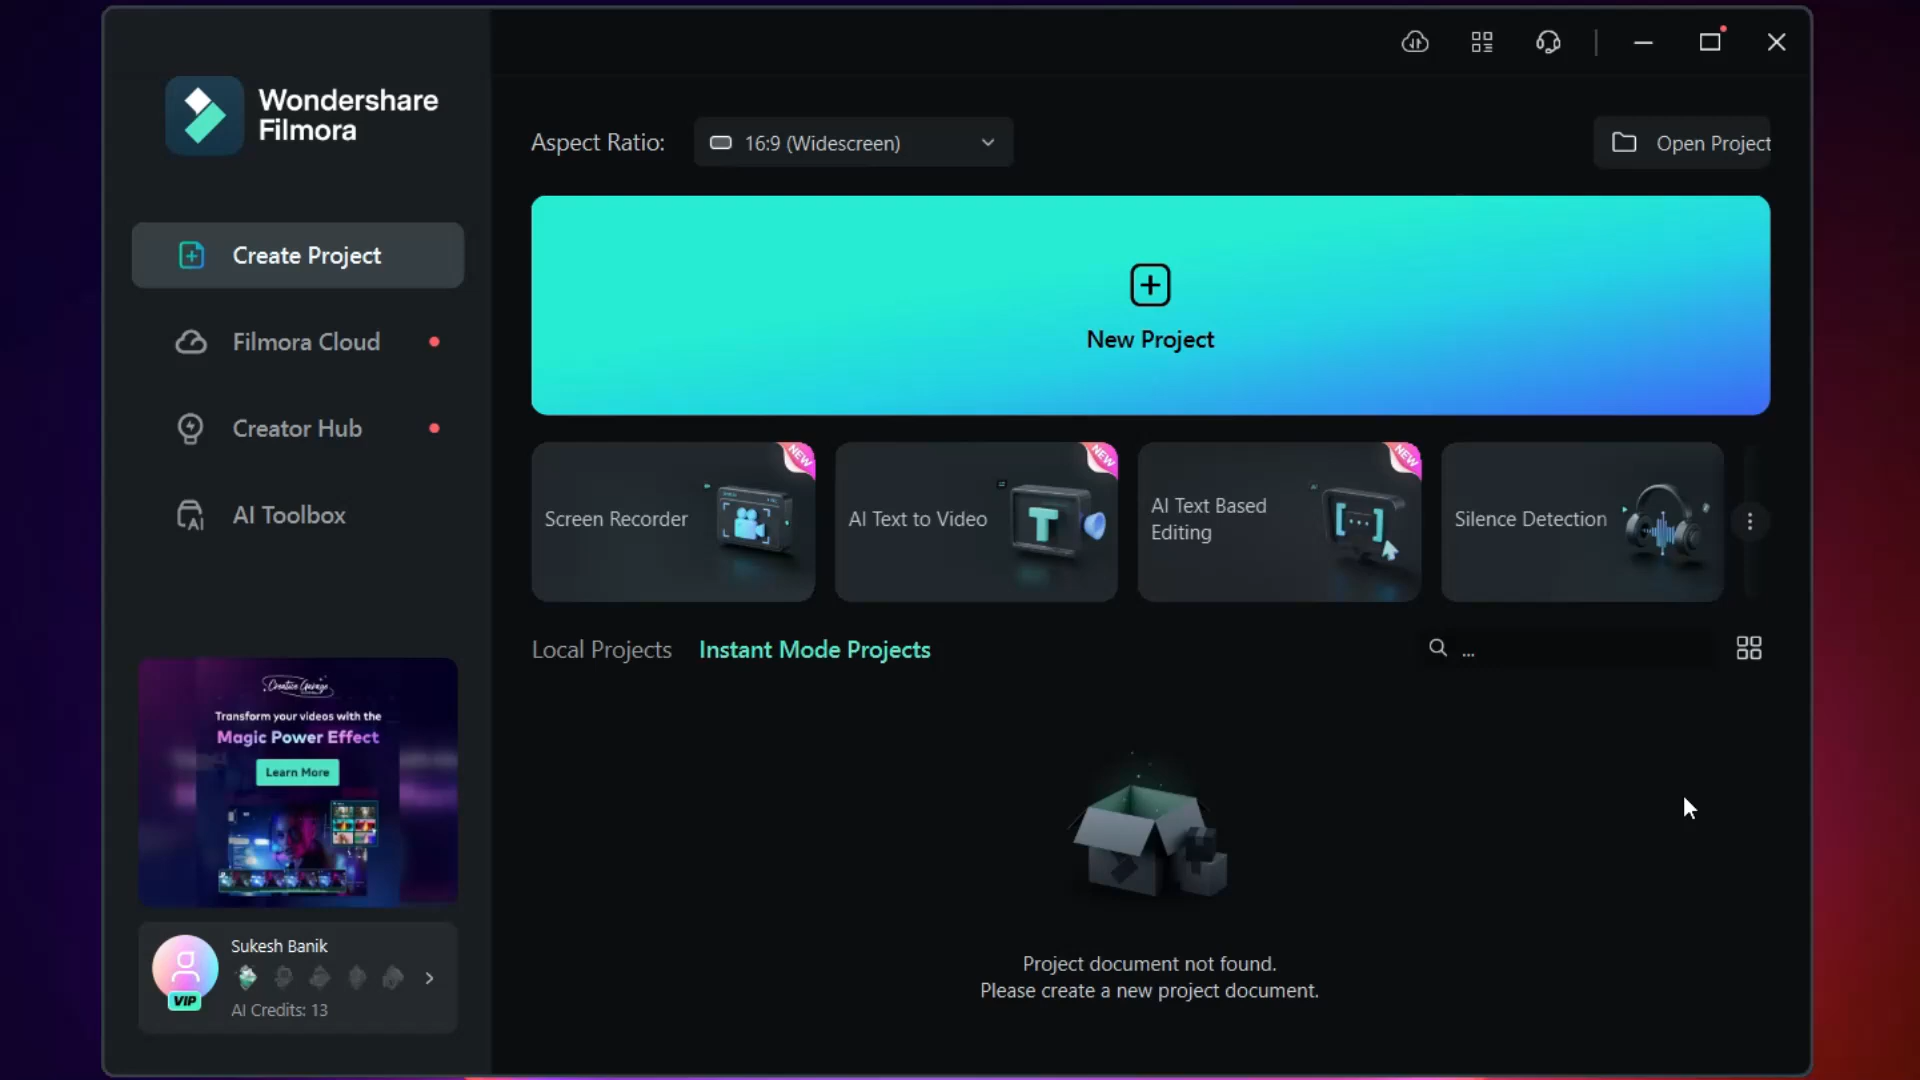 Wondershare
Filmora
Aspect Ratio:
16:9 (Widescreen)
Open Project
Create Project
Filmora Cloud
Creator Hub
AI Toolbox
New Project
Screen Recorder
NEW
AI Text to Video
NEW
AI Text Based
Editing
NEW
Silence Detection
Local Projects
Instant Mode Projects
...
Creative Garage
Transform your videos with the
Magic Power Effect
Learn More
Sukesh Banik
VIP
AI Credits: 13
Project document not found.
Please create a new project document.